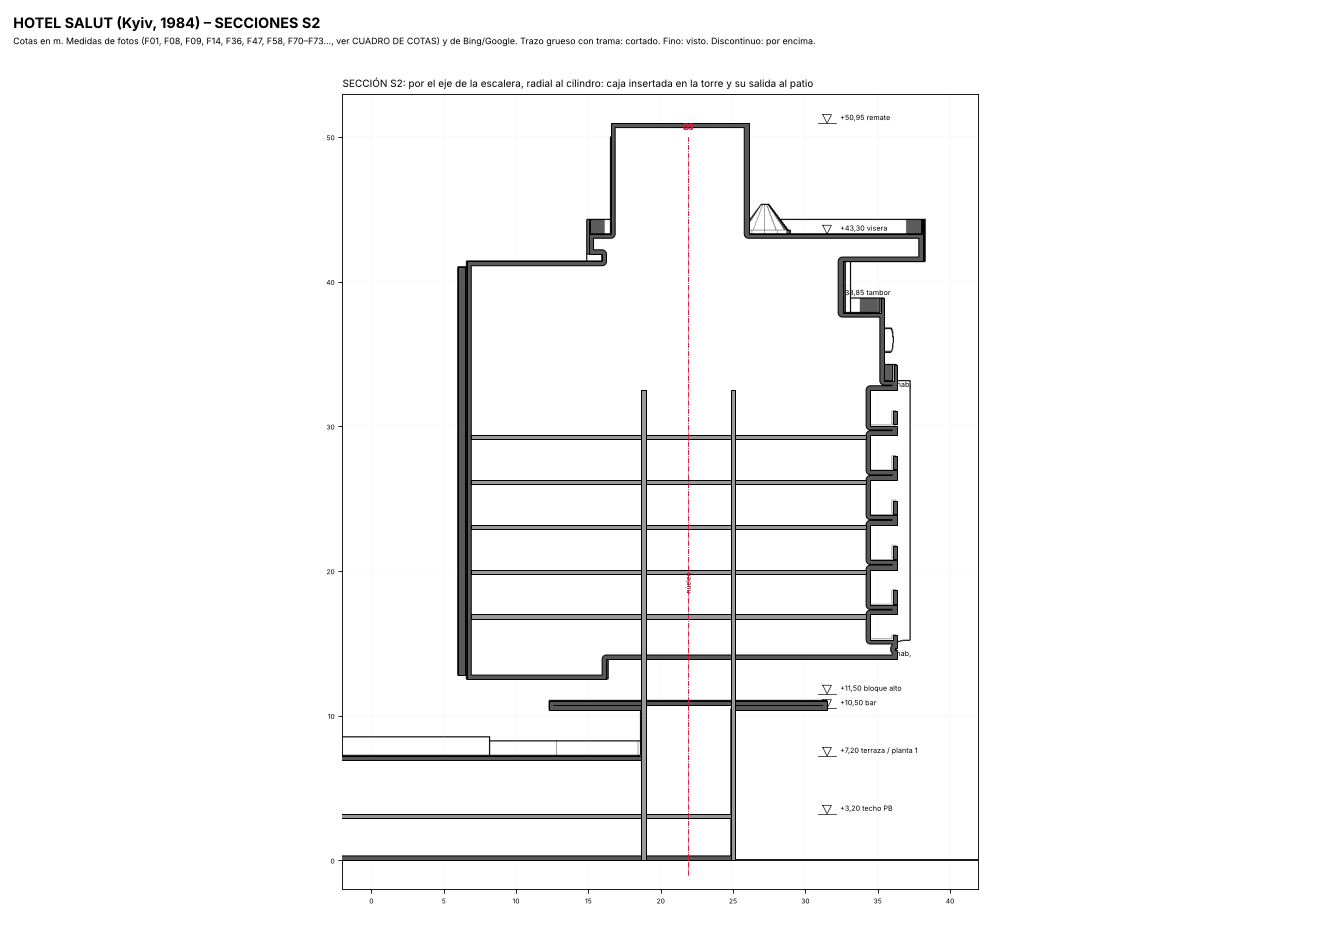 HOTEL SALUT (Kyiv, 1984) – SECCIONES S2
Cotas en m. Medidas de fotos (F01, F08, F09, F14, F36, F47, F58, F70–F73..., ver CUADRO DE COTAS) y de Bing/Google. Trazo grueso con trama: cortado. Fino: visto. Discontinuo: por encima.
SECCIÓN S2: por el eje de la escalera, radial al cilindro: caja insertada en la torre y su salida al patio
+50,95 remate
50
+43,30 visera
40
38,85 tambor
hab.
30
20
núcleo
hab.
+11,50 bloque alto
+10,50 bar
10
+7,20 terraza / planta 1
+3,20 techo PB
0
0 5 10 15 20 25 30 35 40